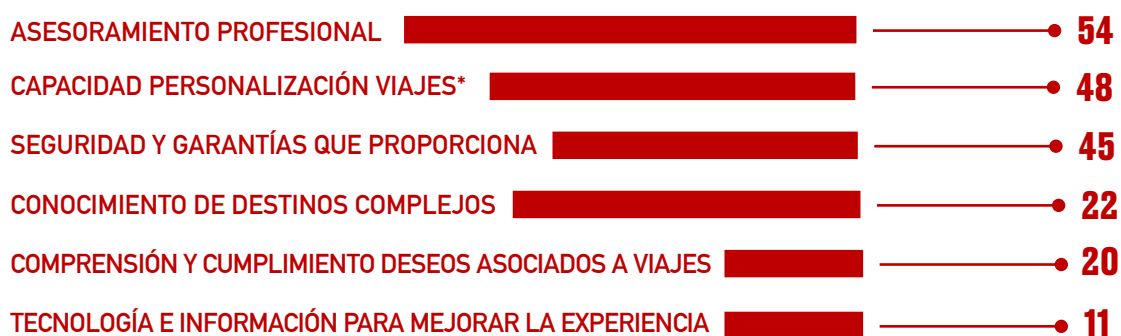 ASESORAMIENTO PROFESIONAL 54
CAPACIDAD PERSONALIZACIÓN VIAJES* 48
SEGURIDAD Y GARANTÍAS QUE PROPORCIONA 45
CONOCIMIENTO DE DESTINOS COMPLEJOS 22
COMPRENSIÓN Y CUMPLIMIENTO DESEOS ASOCIADOS A VIAJES 20
TECNOLOGÍA E INFORMACIÓN PARA MEJORAR LA EXPERIENCIA 11